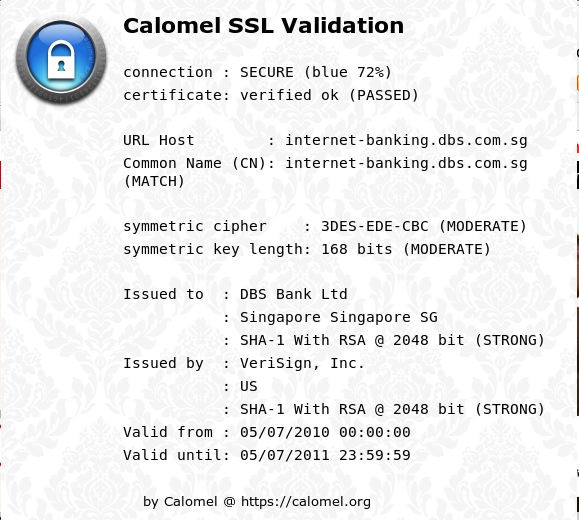 Calomel SSL Validation
connection : SECURE (blue 72%)
certificate: verified ok (PASSED)
URL Host        : internet-banking.dbs.com.sg
Common Name (CN): internet-banking.dbs.com.sg
(MATCH)
symmetric cipher    : 3DES-EDE-CBC (MODERATE)
symmetric key length: 168 bits (MODERATE)
Issued to  : DBS Bank Ltd
           : Singapore Singapore SG
           : SHA-1 With RSA @ 2048 bit (STRONG)
Issued by  : VeriSign, Inc.
           : US
           : SHA-1 With RSA @ 2048 bit (STRONG)
Valid from : 05/07/2010 00:00:00
Valid until: 05/07/2011 23:59:59
by Calomel @ https://calomel.org